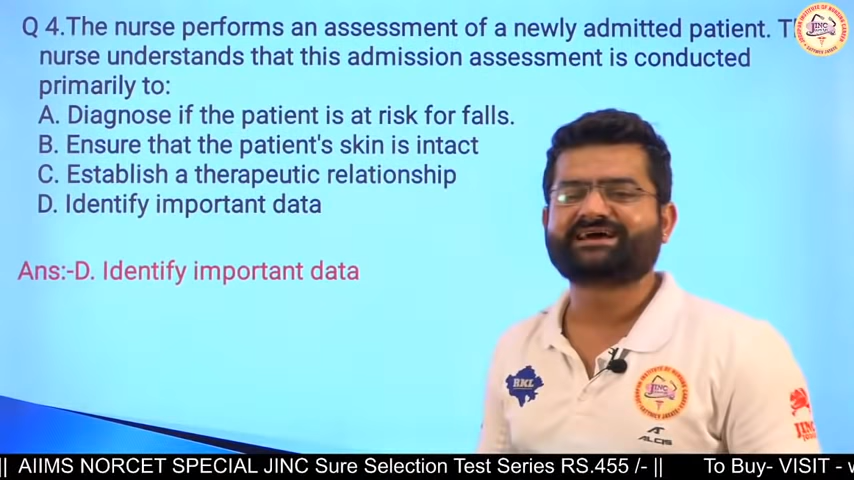 Q 4.The nurse performs an assessment of a newly admitted patient.
nurse understands that this admission assessment is conducted
primarily to:
A. Diagnose if the patient is at risk for falls.
B. Ensure that the patient's skin is intact
C. Establish a therapeutic relationship
D. Identify important data
Ans:-D. Identify important data
RKL
JINC
ALCIS
|| AIIMS NORCET SPECIAL JINC Sure Selection Test Series RS.455 /- || To Buy- VISIT -